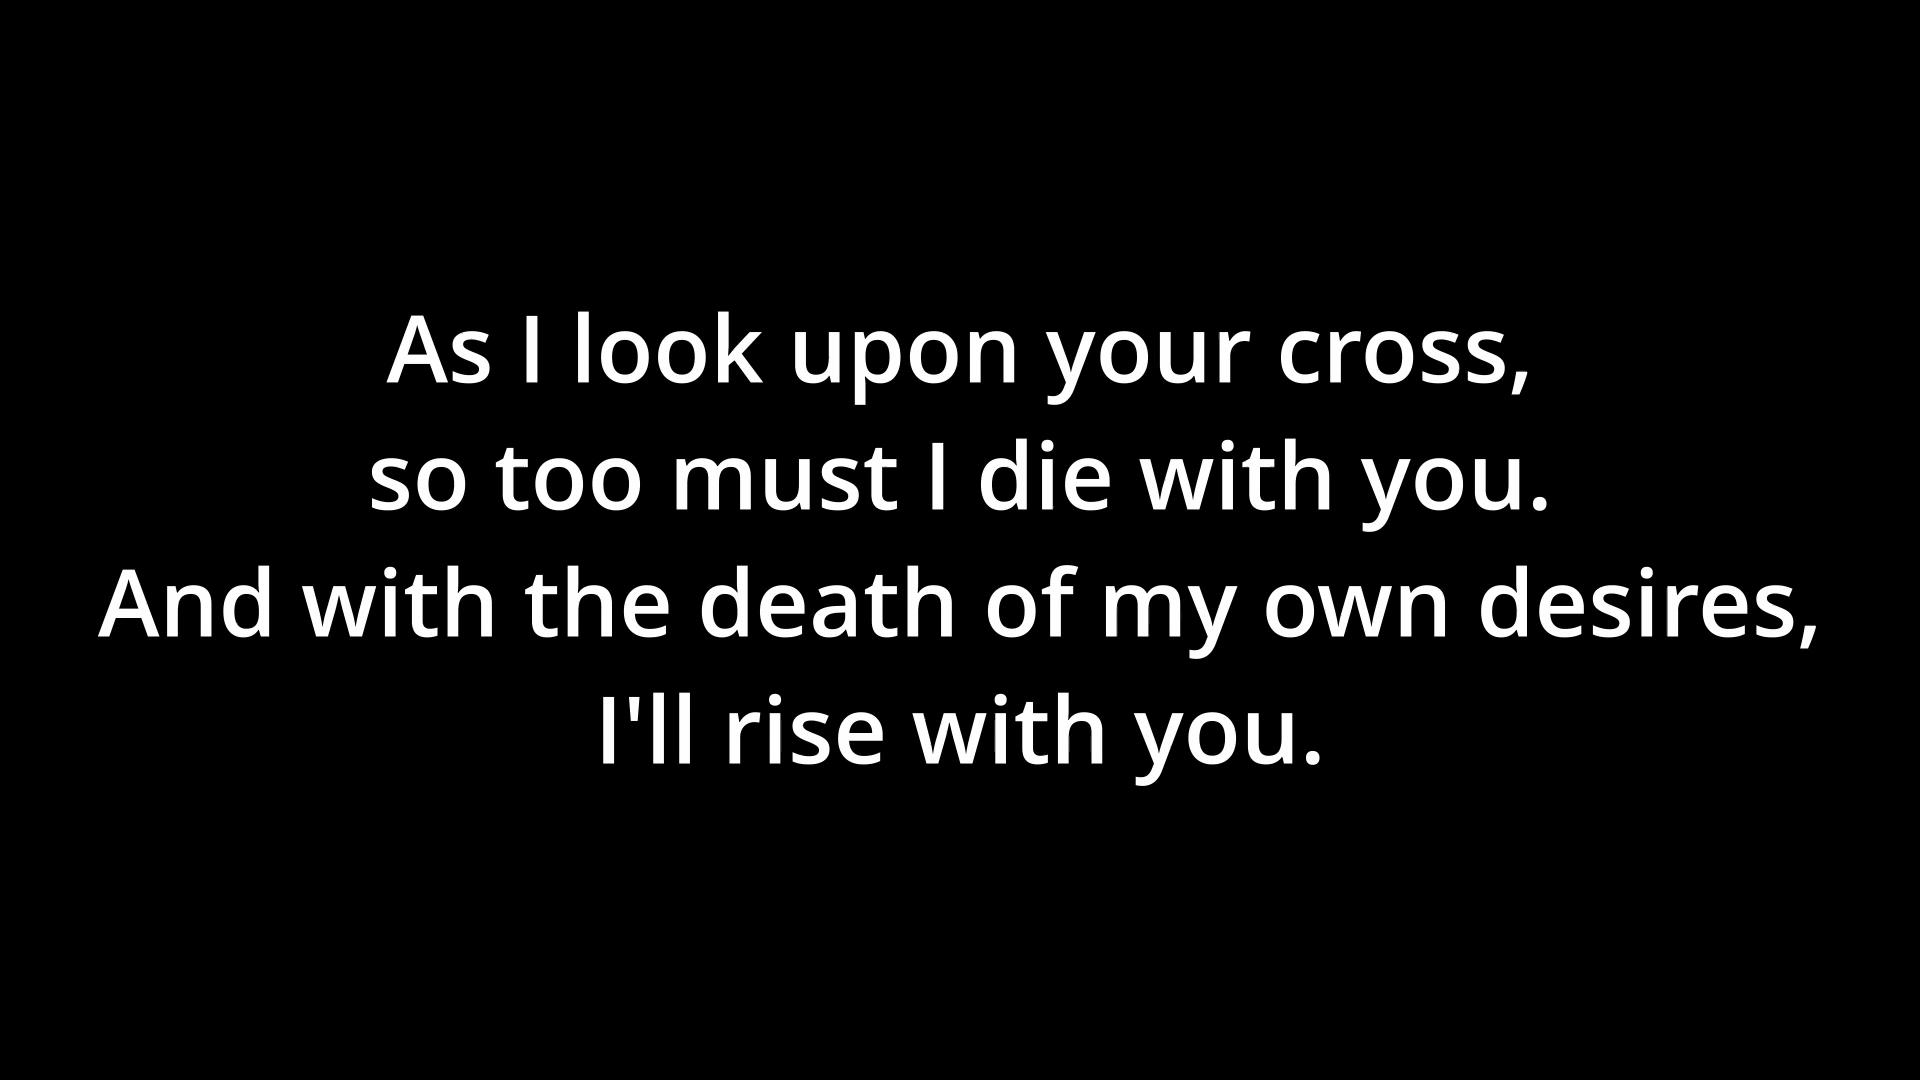 As I look upon your cross,
so too must I die with you.
And with the death of my own desires,
I'll rise with you.